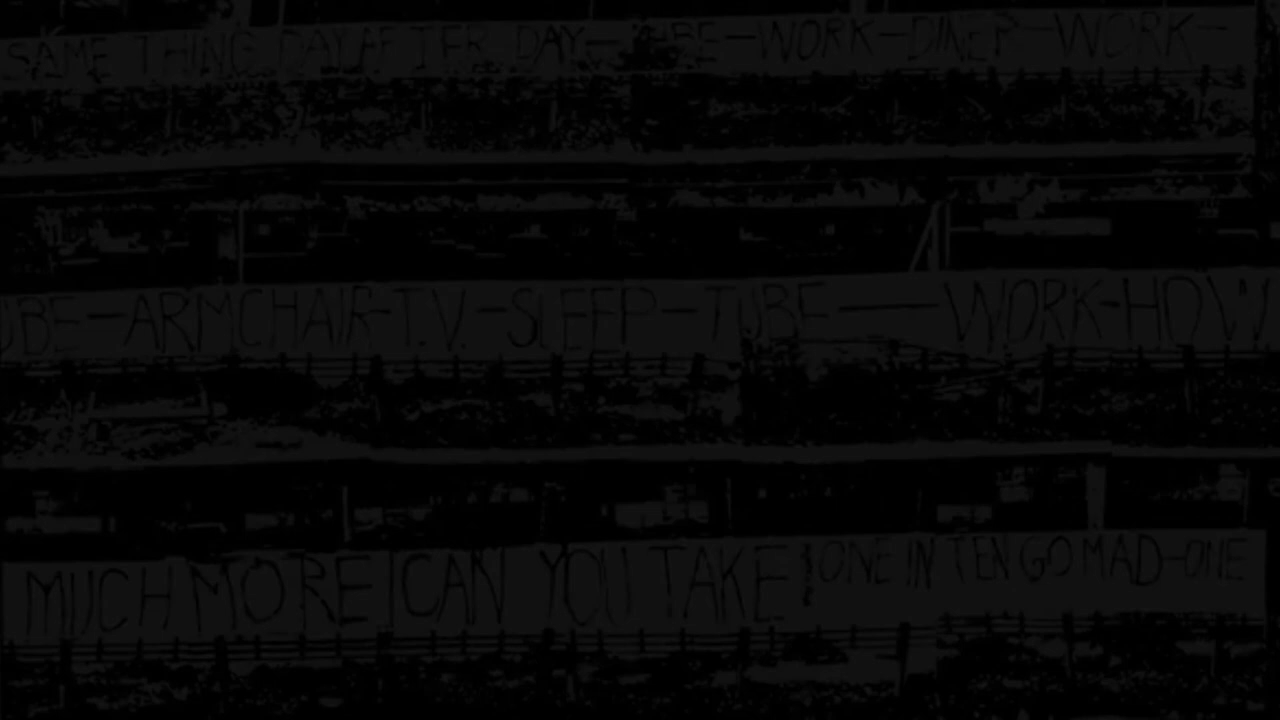 SAME THING DAY AFTER DAY—TUBE—WORK—DINER—WORK—
UBE—ARMCHAIR—T.V.—SLEEP—TUBE——WORK-HOW
MUCH MORE CAN YOU TAKE ONE IN TEN GO MAD—ONE